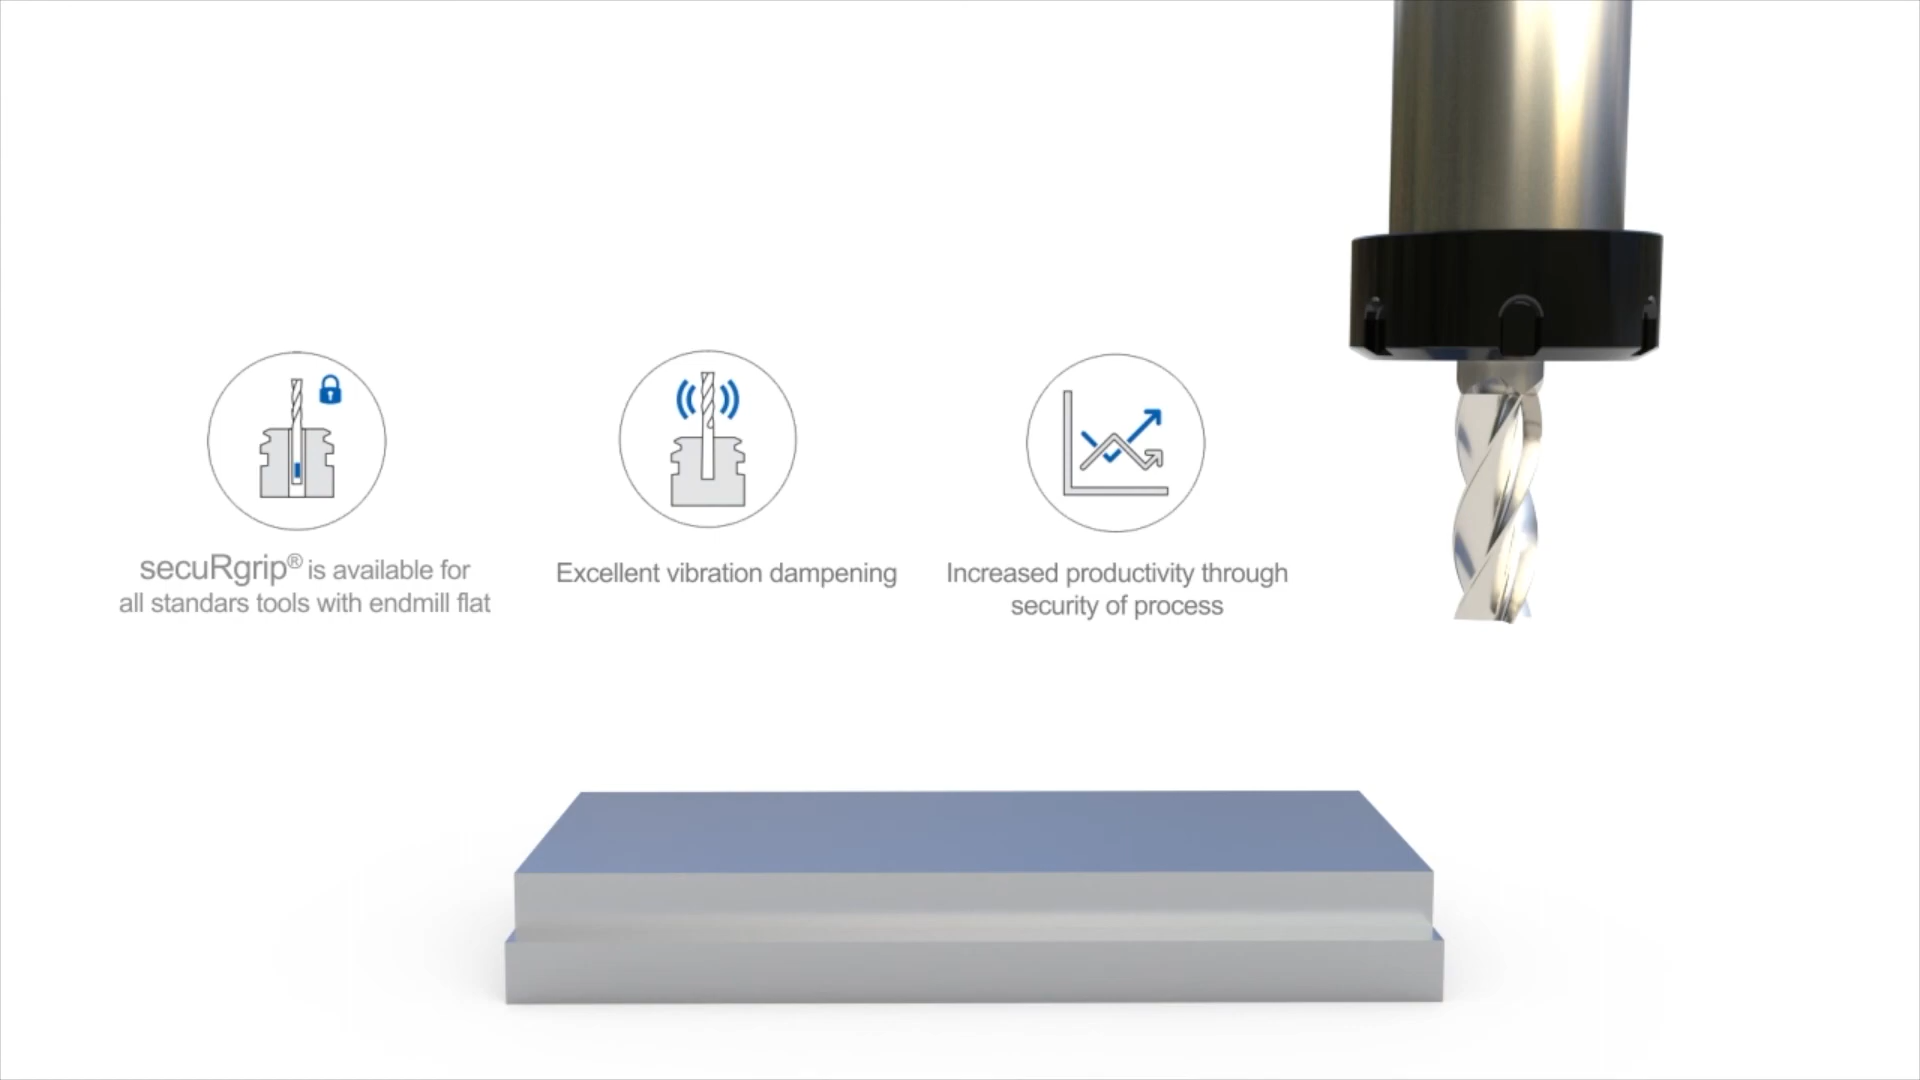 secuRgrip® is available for
all standars tools with endmill flat
Excellent vibration dampening
Increased productivity through
security of process